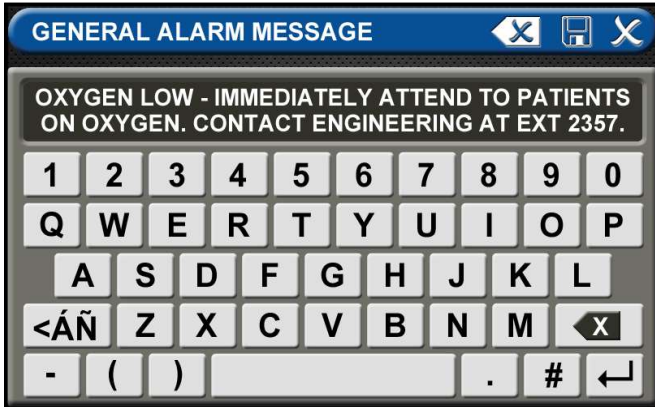 GENERAL ALARM MESSAGE
OXYGEN LOW - IMMEDIATELY ATTEND TO PATIENTS
ON OXYGEN. CONTACT ENGINEERING AT EXT 2357.
1 2 3 4 5 6 7 8 9 0
Q W E R T Y U I O P
A S D F G H J K L
<ÁÑ Z X C V B N M X
- ( ) . #